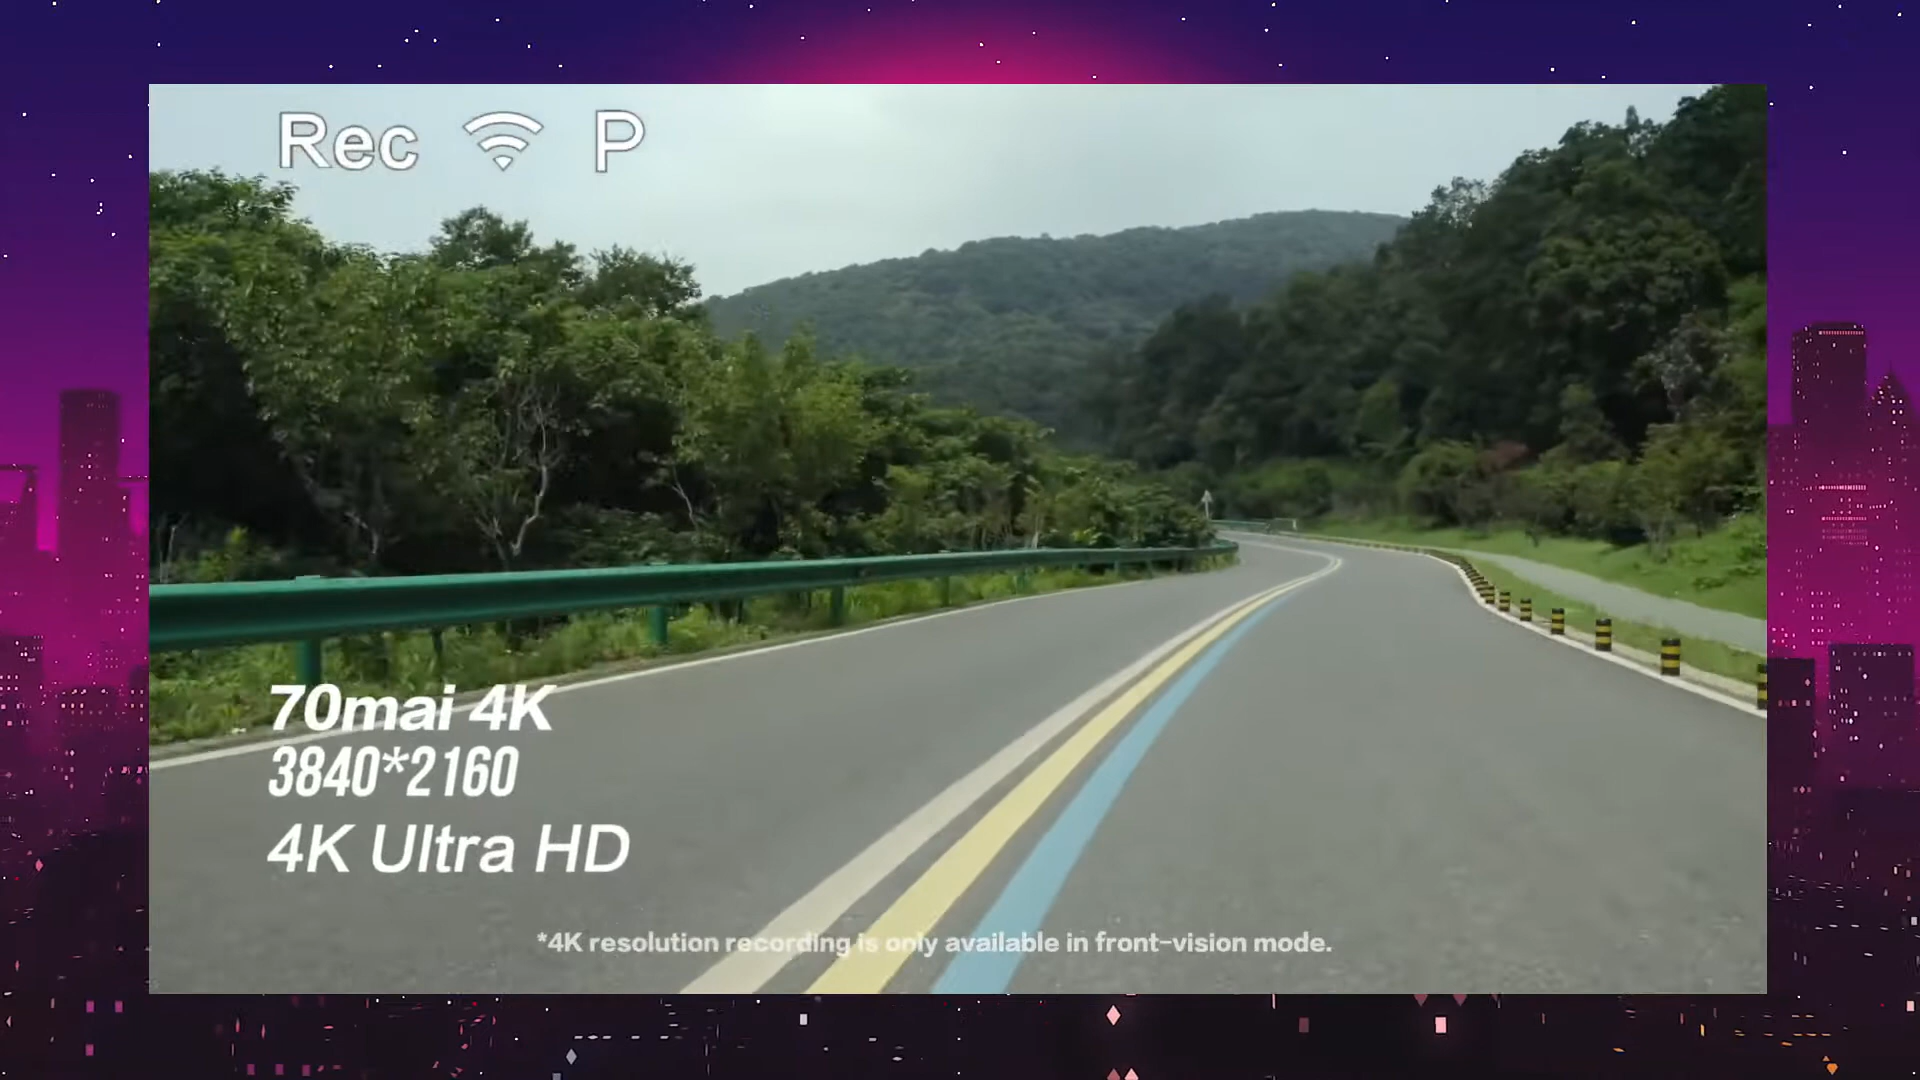 Rec P
70mai 4K
3840*2160
4K Ultra HD
*4K resolution recording is only available in front-vision mode.